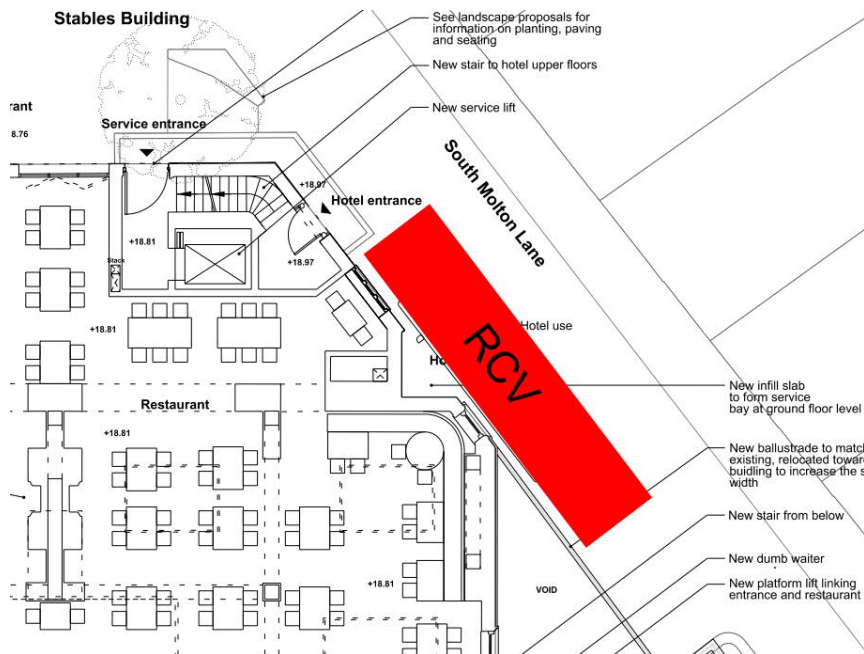 Stables Building
See landscape proposals for
information on planting, paving
and seating
New stair to hotel upper floors
rant
8.76
New service lift
Service entrance
South Molton Lane
+18.97
Hotel entrance
+18.81
+18.97
Stack
+18.81
Hotel use
RCV
Ho
New infill slab
to form service
bay at ground floor level
Restaurant
+18.81
New ballustrade to match
existing, relocated towar
buidling to increase the s
width
New stair from below
New dumb waiter
+18.81
VOID
New platform lift linking
entrance and restaurant